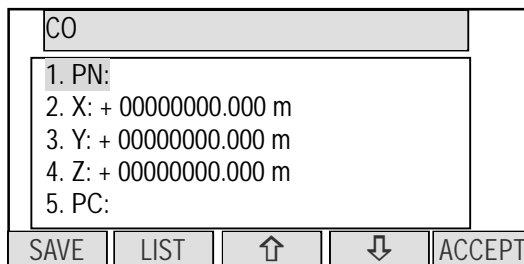 CO
1. PN:
2. X: + 00000000.000 m
3. Y: + 00000000.000 m
4. Z: + 00000000.000 m
5. PC:
SAVE LIST ⇧ ⇩ ACCEPT